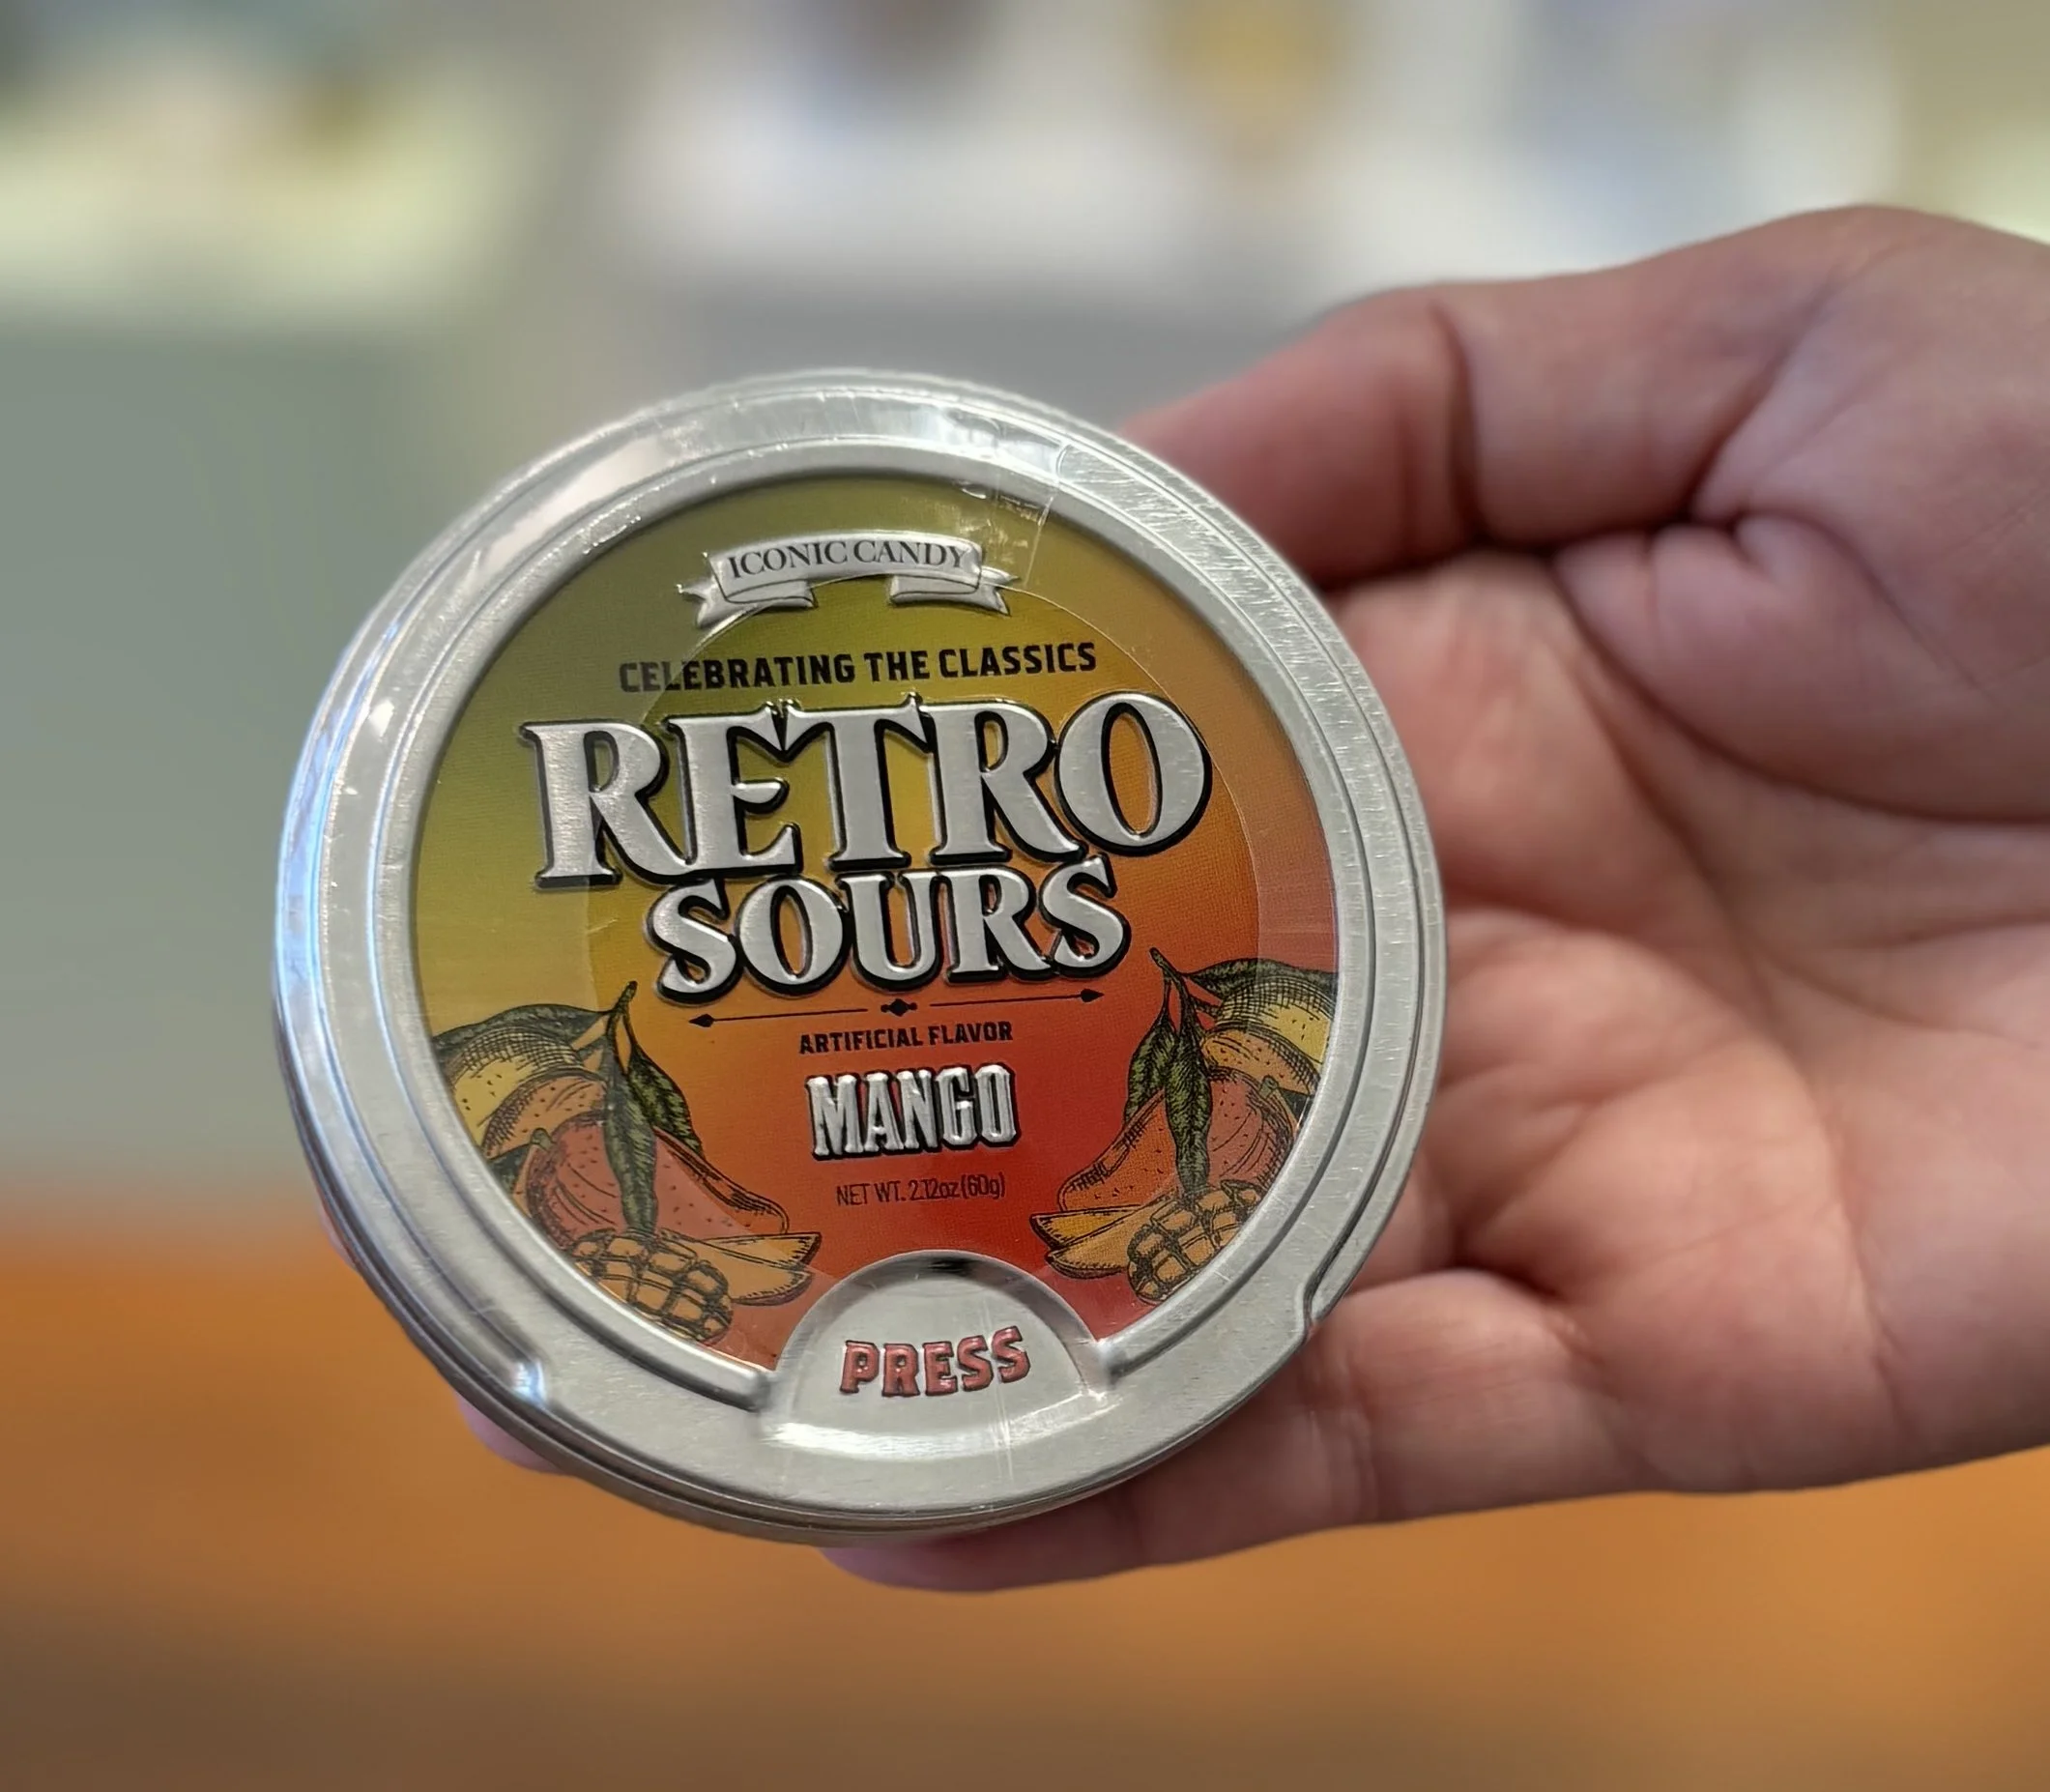 ICONIC CANDY
CELEBRATING THE CLASSICS
RETRO
SOURS
ARTIFICIAL FLAVOR
MANGO
NET WT. 2.12oz (60g)
PRESS